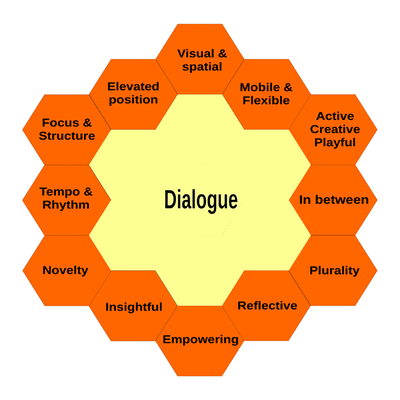 Visual &
spatial
Elevated
position
Mobile &
Flexible
Focus &
Structure
Active
Creative
Playful
Tempo &
Rhythm
Dialogue
In between
Novelty
Plurality
Insightful
Reflective
Empowering